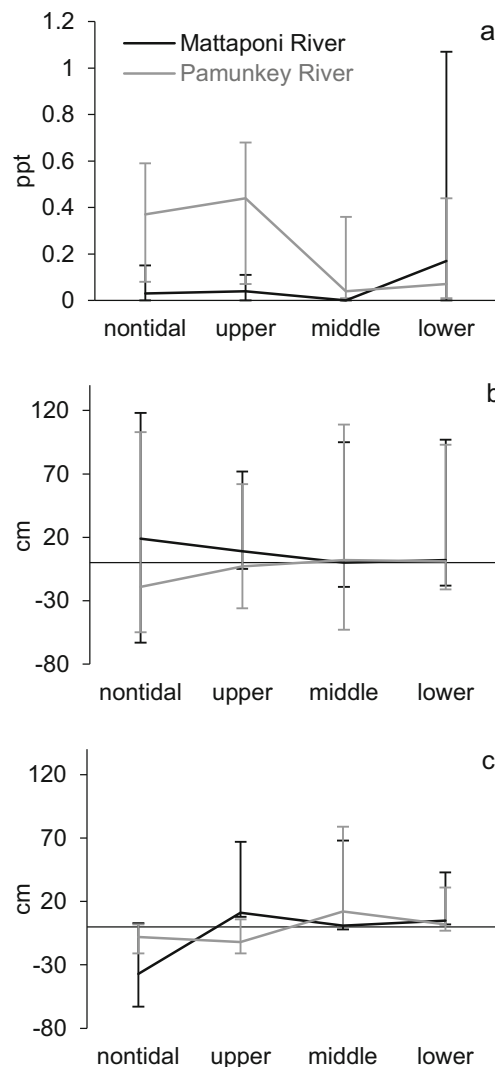 a
1.2
Mattaponi River
1
Pamunkey River
0.8
ppt
0.6
0.4
0.2
0
nontidal upper middle lower
b
120
70
cm
20
-30
-80
nontidal upper middle lower
c
120
70
cm
20
-30
-80
nontidal upper middle lower